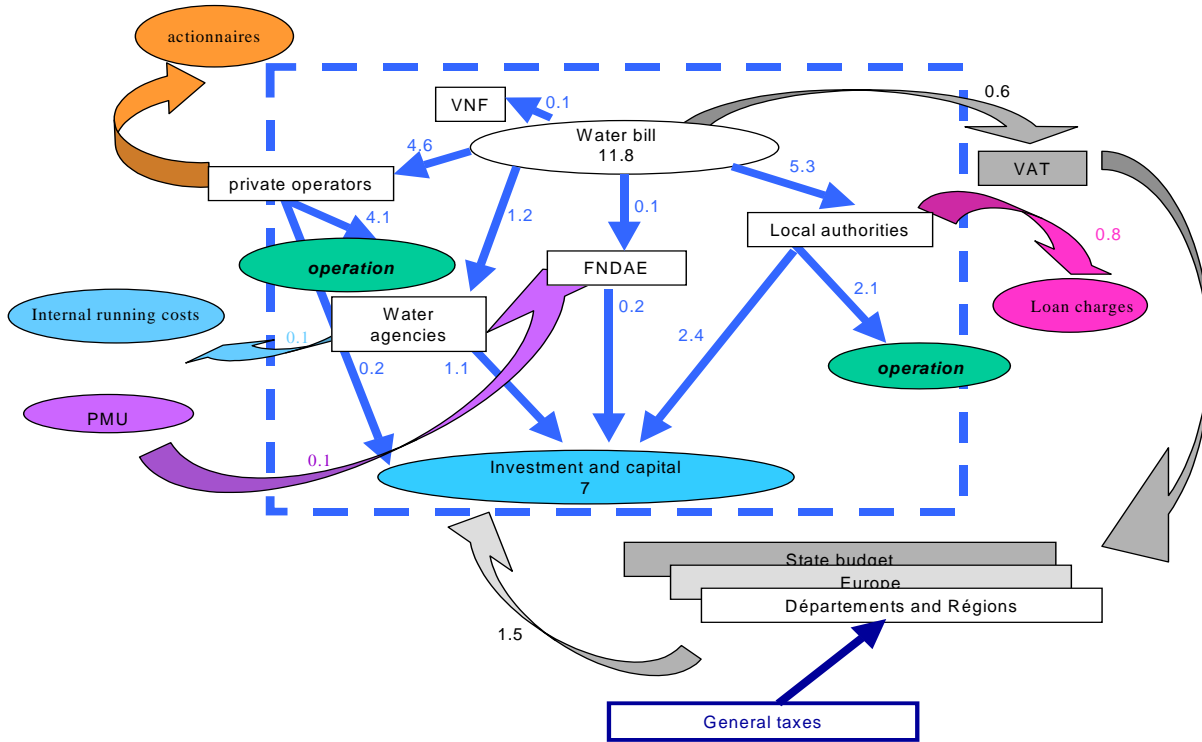 actionnaires
0.6
VNF
0.1
Water bill
11.8
4.6
5.3
VAT
private operators
4.1
1.2
0.1
Local authorities
0.8
operation
FNDAE
Internal running costs
Water
agencies
0.1
0.2
1.1
0.2
2.4
2.1
Loan charges
operation
PMU
0.1
Investment and capital
7
State budget
Europe
Départements and Régions
1.5
General taxes